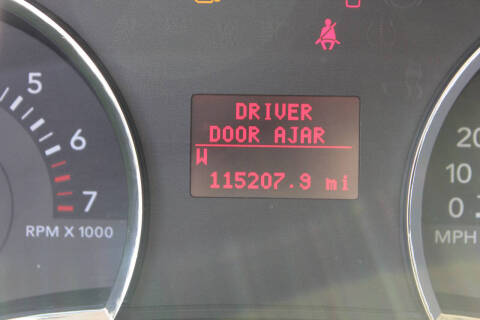 DRIVER
DOOR AJAR
W
115207.9 mi
5
6
7
RPM X 1000
20
10
0
MPH